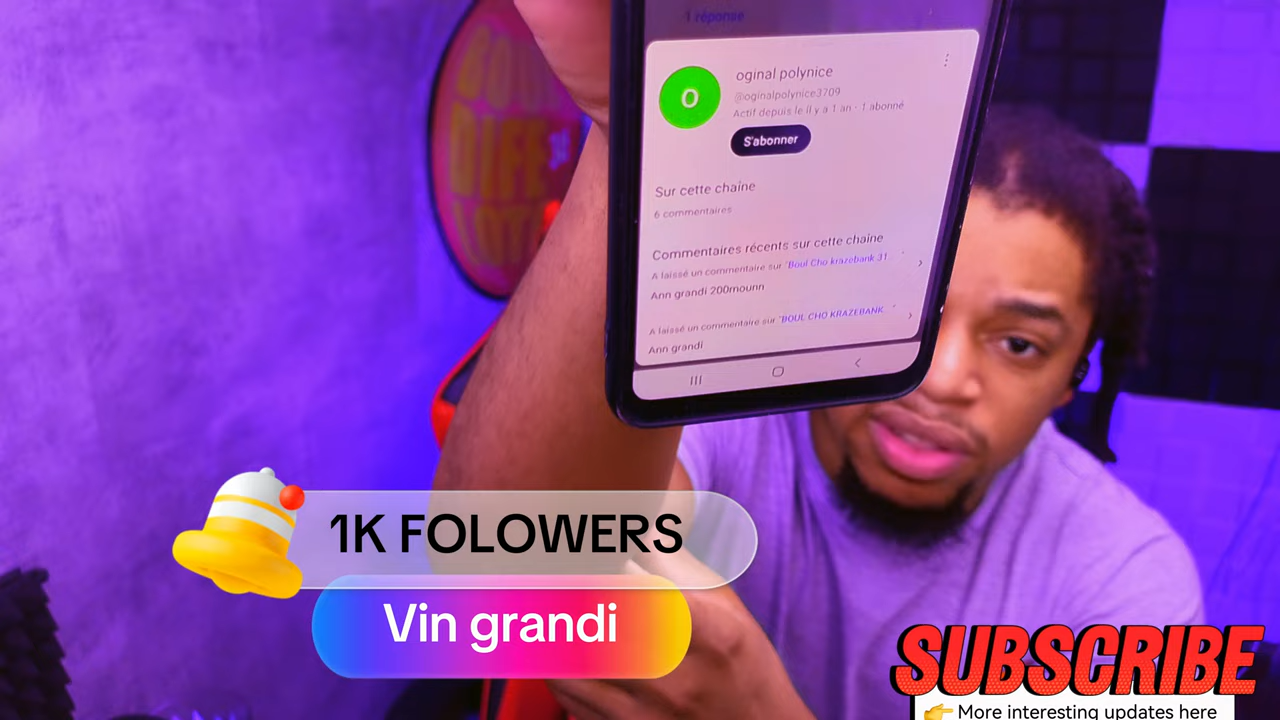 1 réponse
O
oginal polynice
@oginalpolynice3709
Actif depuis le il y a 1 an · 1 abonné
S'abonner
Sur cette chaîne
6 commentaires
Commentaires récents sur cette chaîne
A laissé un commentaire sur "Boul Cho krazebank 31... "
Ann grandi 200mounn
A laissé un commentaire sur "BOUL CHO KRAZEBANK... "
Ann grandi
1K FOLOWERS
Vin grandi
SUBSCRIBE
👉 More interesting updates here